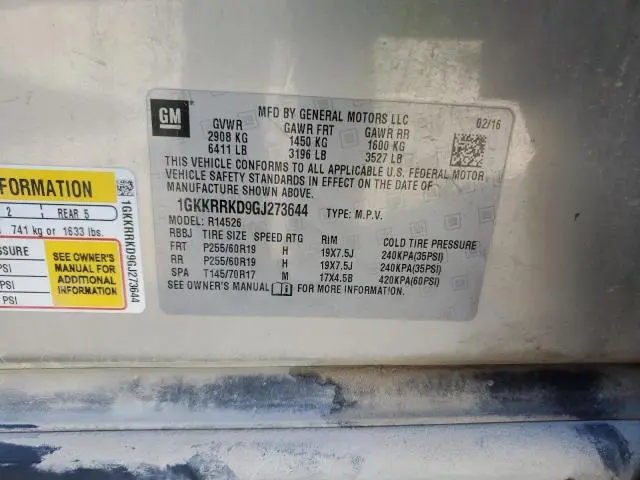 GM
MFD BY GENERAL MOTORS LLC
02/16
GVWR GAWR FRT GAWR RR
2908 KG 1450 KG 1600 KG
6411 LB 3196 LB 3527 LB
THIS VEHICLE CONFORMS TO ALL APPLICABLE U.S. FEDERAL MOTOR
VEHICLE SAFETY STANDARDS IN EFFECT ON THE DATE OF
MANUFACTURE SHOWN ABOVE.
1GKKRRKD9GJ273644 TYPE: M.P.V.
MODEL: R14526
RBBJ TIRE SIZE SPEED RTG RIM COLD TIRE PRESSURE
FRT P255/60R19 H 19X7.5J 240KPA(35PSI)
RR P255/60R19 H 19X7.5J 240KPA(35PSI)
SPA T145/70R17 M 17X4.5B 420KPA(60PSI)
SEE OWNER'S MANUAL FOR MORE INFORMATION.
FORMATION
2 REAR 5
741 kg or 1633 lbs.
SSURE
PSI
PSI
PSI
SEE OWNER'S
MANUAL FOR
ADDITIONAL
INFORMATION
1GKKRRKD9GJ273644